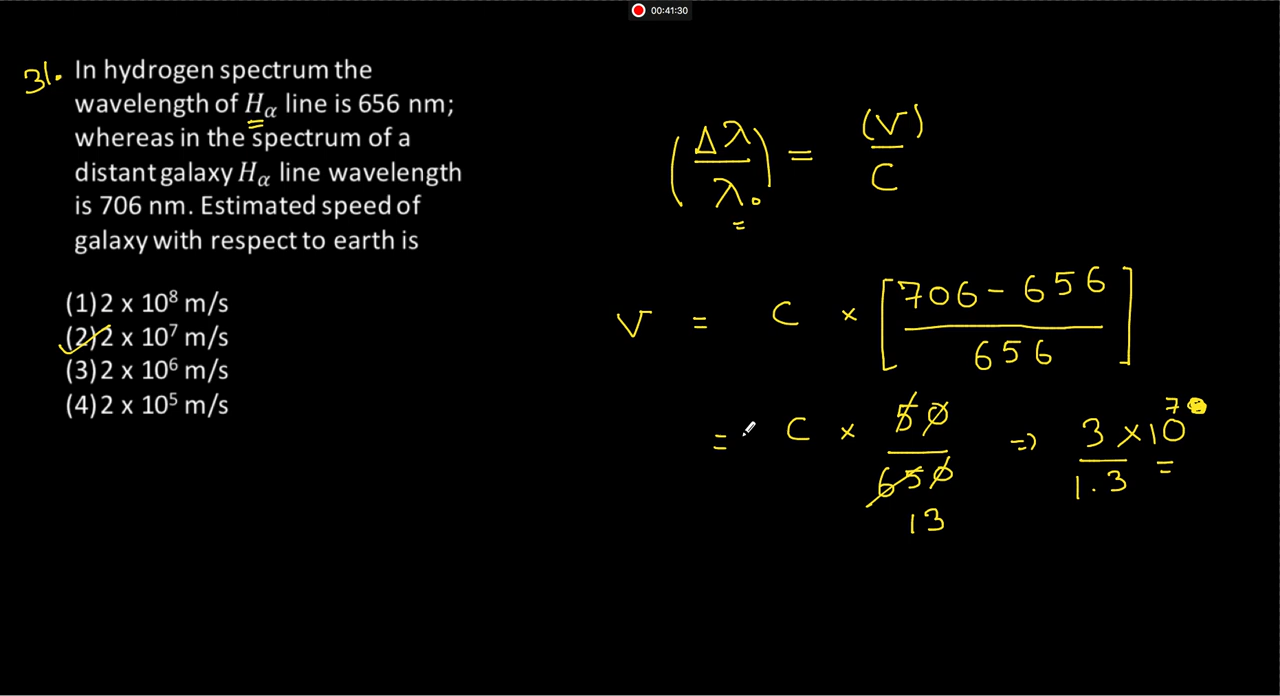 00:41:30
31. In hydrogen spectrum the
wavelength of Hα line is 656 nm;
whereas in the spectrum of a
distant galaxy Hα line wavelength
is 706 nm. Estimated speed of
galaxy with respect to earth is
(1) 2 x 10⁸ m/s
(2) 2 x 10⁷ m/s
(3) 2 x 10⁶ m/s
(4) 2 x 10⁵ m/s
(Δλ/λ₀) = (V)/C
V = C × [706 - 656 / 656]
= C × 50/650 ⇒ 3/1.3 × 10⁷
13